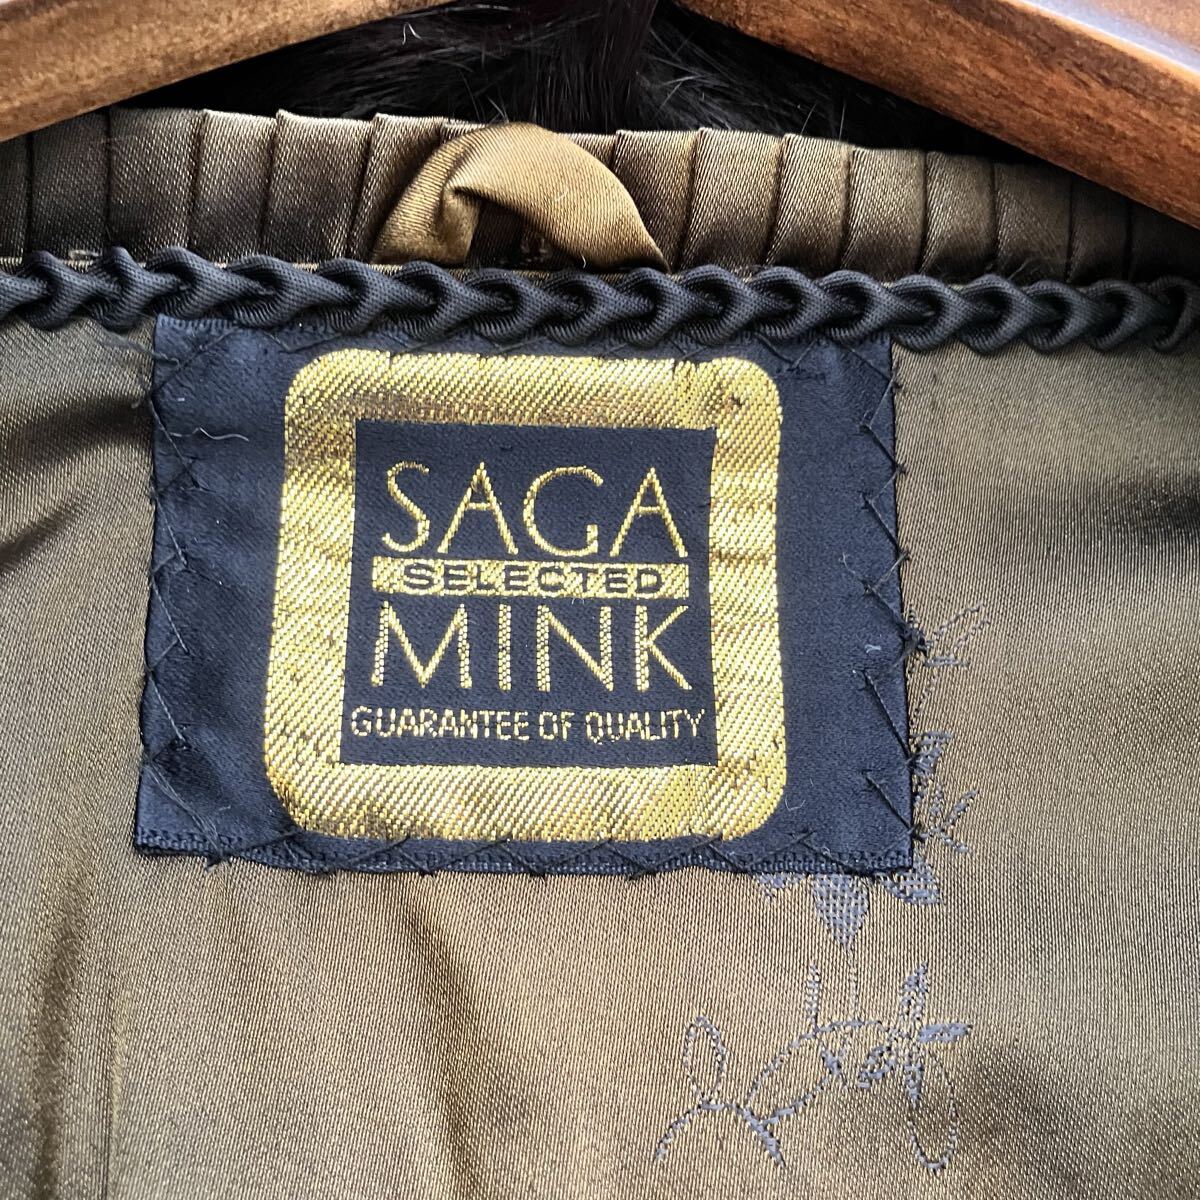 SAGA
SELECTED
MINK
GUARANTEE OF QUALITY